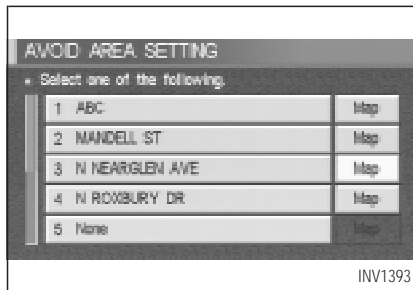 AVOID AREA SETTING
Select one of the following.
1 ABC Map
2 MANDELL ST Map
3 N NEARGLEN AVE Map
4 N ROXBURY DR Map
5 None Map
INV1393